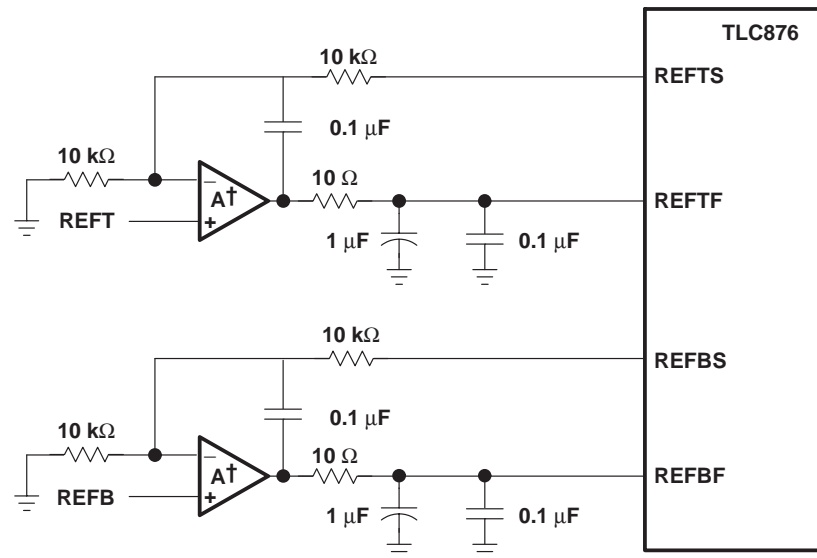 TLC876
10 kΩ
REFTS
0.1 μF
10 kΩ
−
A†
+
REFT
10 Ω
REFTF
1 μF
0.1 μF
10 kΩ
REFBS
0.1 μF
10 kΩ
−
A†
+
REFB
10 Ω
REFBF
1 μF
0.1 μF